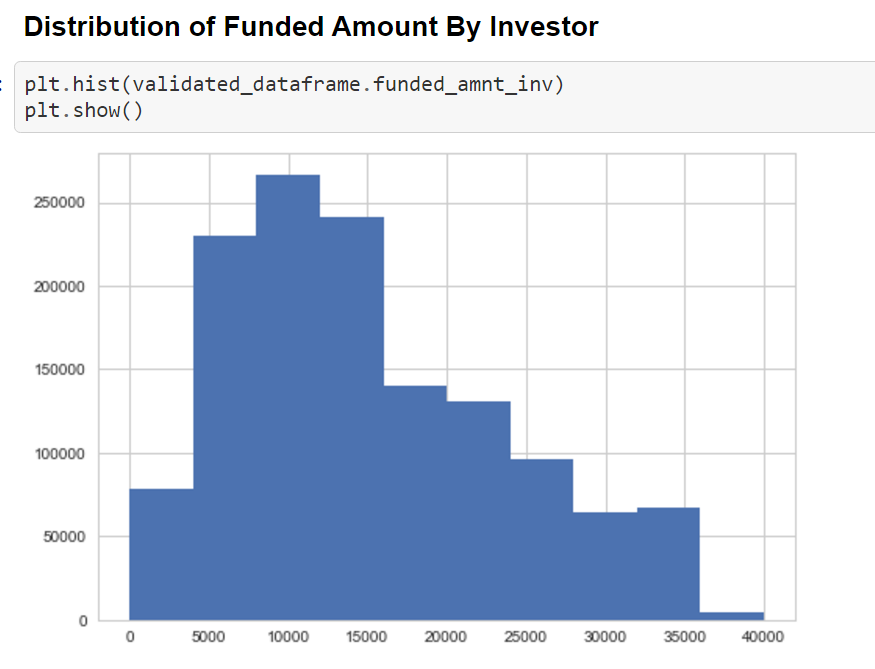 Distribution of Funded Amount By Investor
:
plt.hist(validated_dataframe.funded_amnt_inv)
plt.show()
250000
200000
150000
100000
50000
0
0 5000 10000 15000 20000 25000 30000 35000 40000